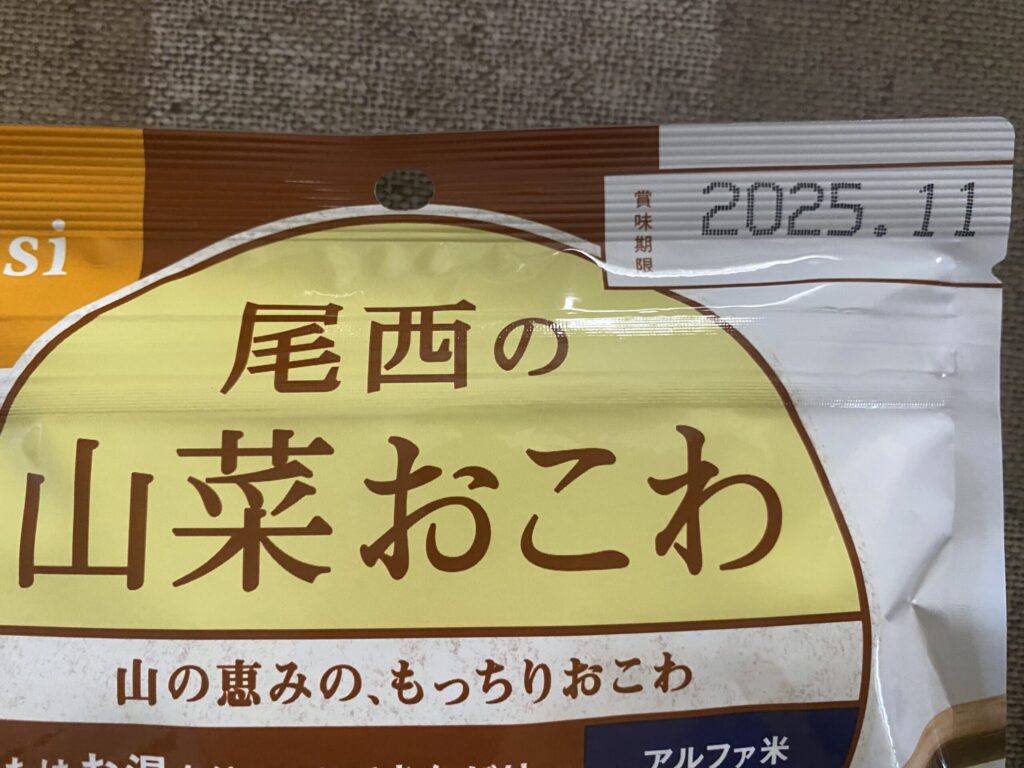 si
賞味期限
2025.11
尾西の
山菜おこわ
山の恵みの、もっちりおこわ
アルファ米